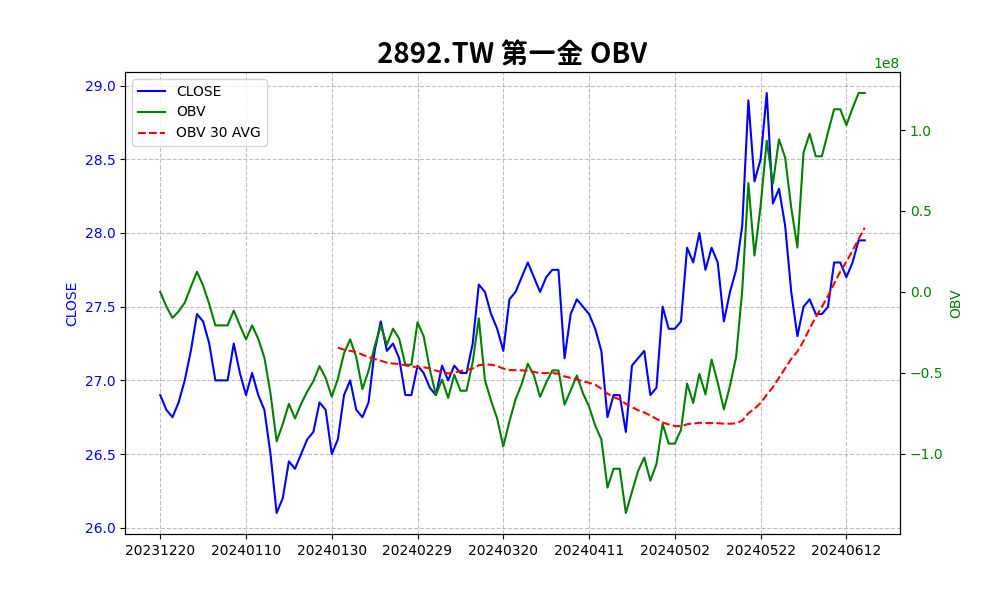 2892.TW 第一金 OBV
1e8
CLOSE
OBV
OBV 30 AVG
29.0
28.5
28.0
27.5
27.0
26.5
26.0
CLOSE
1.0
0.5
0.0
−0.5
−1.0
OBV
20231220 20240110 20240130 20240229 20240320 20240411 20240502 20240522 20240612